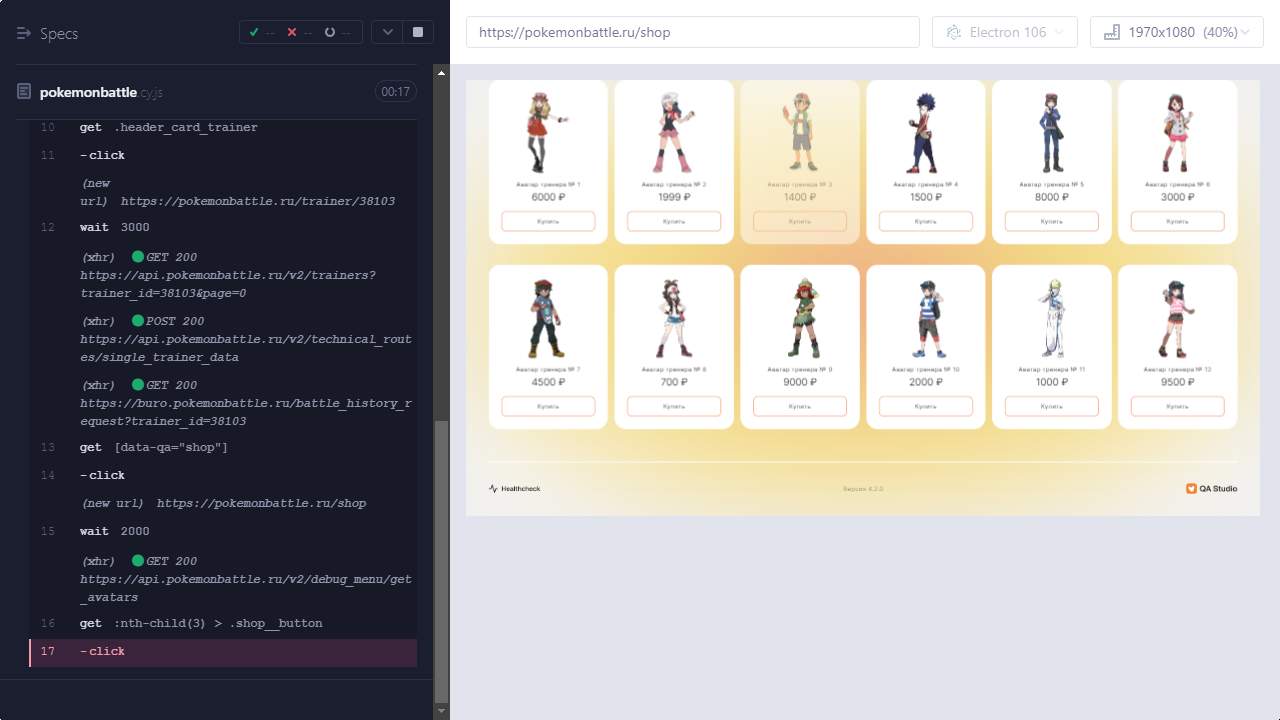 Specs
--
--
--
https://pokemonbattle.ru/shop
Electron 106
1970x1080 (40%)
pokemonbattle.cy.js
00:17
10 get .header_card_trainer
11 -click
(new
url) https://pokemonbattle.ru/trainer/38103
12 wait 3000
(xhr) GET 200
https://api.pokemonbattle.ru/v2/trainers?
trainer_id=38103&page=0
(xhr) POST 200
https://api.pokemonbattle.ru/v2/technical_rout
es/single_trainer_data
(xhr) GET 200
https://buro.pokemonbattle.ru/battle_history_r
equest?trainer_id=38103
13 get [data-qa="shop"]
14 -click
(new url) https://pokemonbattle.ru/shop
15 wait 2000
(xhr) GET 200
https://api.pokemonbattle.ru/v2/debug_menu/get
_avatars
16 get :nth-child(3) > .shop__button
17 -click
Аватар тренера № 1
6000 ₽
Купить
Аватар тренера № 2
1999 ₽
Купить
Аватар тренера № 3
1400 ₽
Купить
Аватар тренера № 4
1500 ₽
Купить
Аватар тренера № 5
8000 ₽
Купить
Аватар тренера № 6
3000 ₽
Купить
Аватар тренера № 7
4500 ₽
Купить
Аватар тренера № 8
700 ₽
Купить
Аватар тренера № 9
9000 ₽
Купить
Аватар тренера № 10
2000 ₽
Купить
Аватар тренера № 11
1000 ₽
Купить
Аватар тренера № 12
9500 ₽
Купить
Healthcheck
Версия 4.2.0
QA Studio